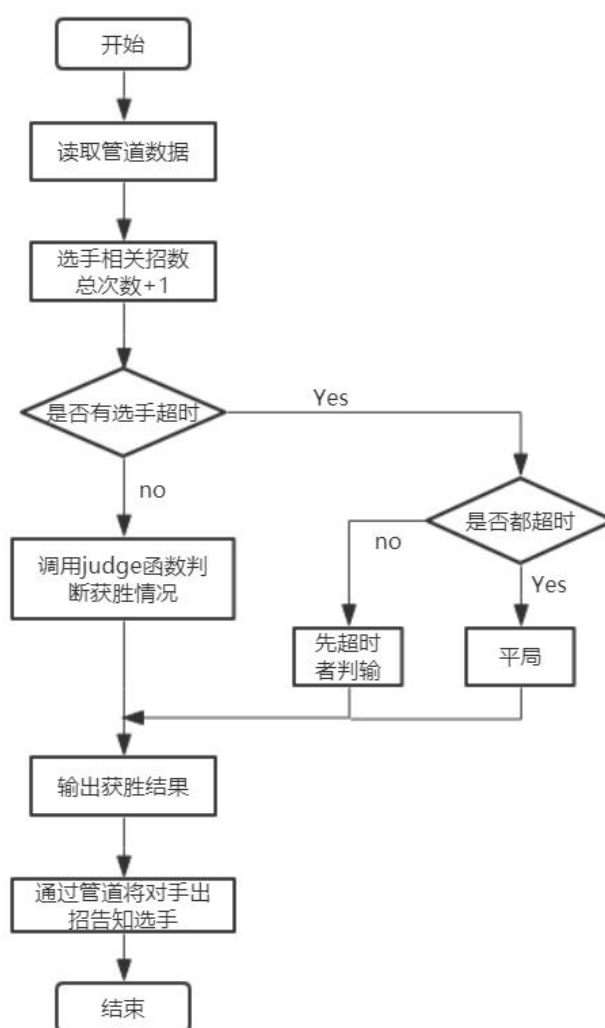 开始
读取管道数据
选手相关招数
总次数+1
是否有选手超时
Yes
no
是否都超时
no
Yes
调用judge函数判
断获胜情况
先超时
者判输
平局
输出获胜结果
通过管道将对手出
招告知选手
结束